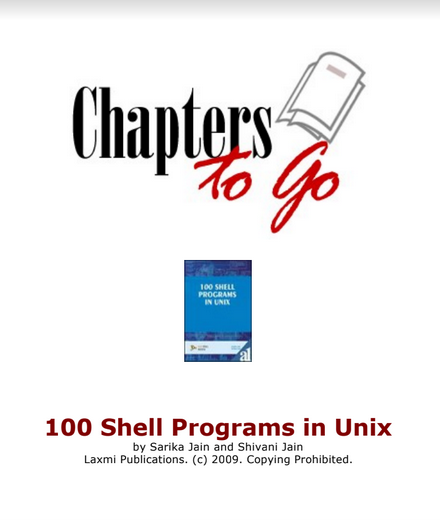 Chapters
to Go
100 SHELL
PROGRAMS
IN UNIX
al
100 Shell Programs in Unix
by Sarika Jain and Shivani Jain
Laxmi Publications. (c) 2009. Copying Prohibited.